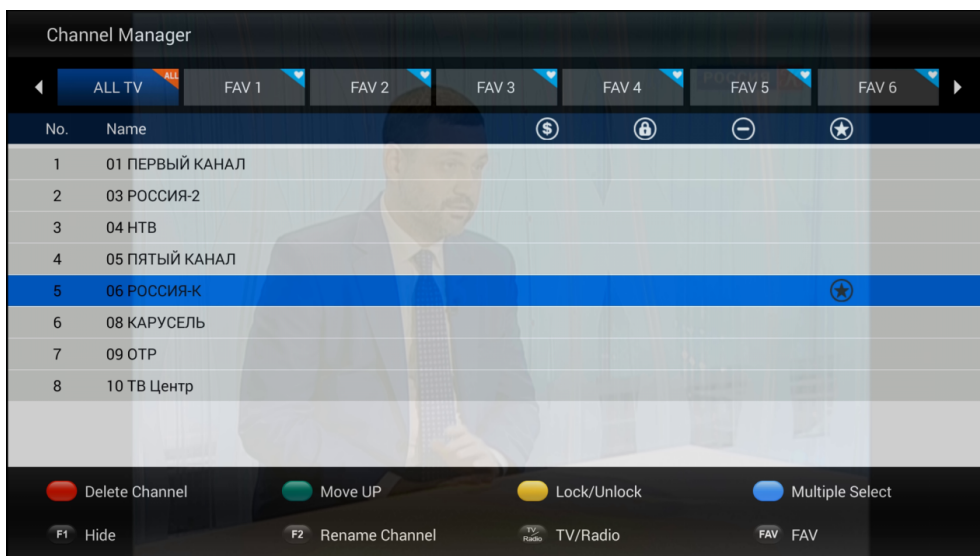 Channel Manager
ALL TV ALL FAV 1 FAV 2 FAV 3 FAV 4 FAV 5 FAV 6
No. Name
1 01 ПЕРВЫЙ КАНАЛ
2 03 РОССИЯ-2
3 04 НТВ
4 05 ПЯТЫЙ КАНАЛ
5 06 РОССИЯ-К
6 08 КАРУСЕЛЬ
7 09 ОТР
8 10 ТВ Центр
Delete Channel Move UP Lock/Unlock Multiple Select
F1 Hide F2 Rename Channel TV/Radio TV/Radio FAV FAV